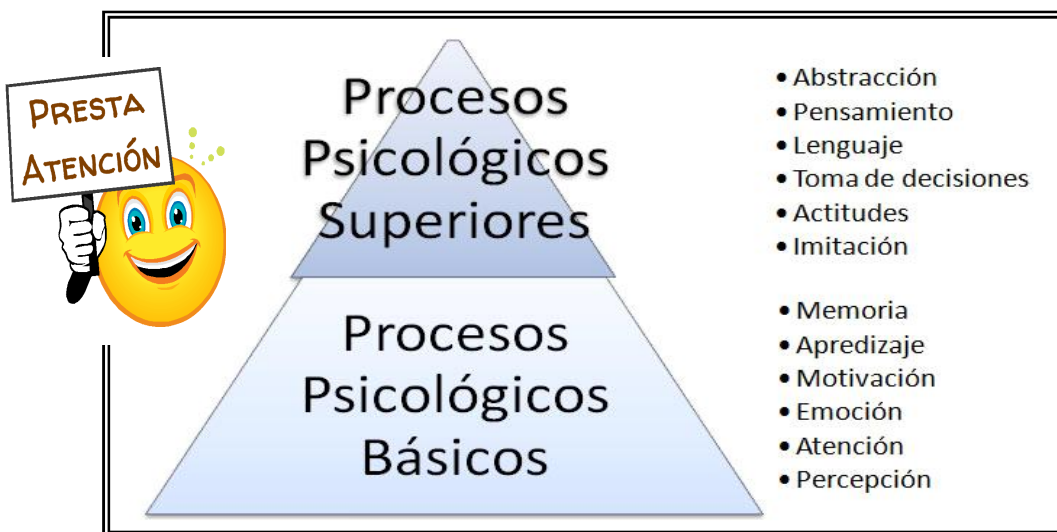 PRESTA
ATENCIÓN
Procesos
Psicológicos
Superiores
• Abstracción
• Pensamiento
• Lenguaje
• Toma de decisiones
• Actitudes
• Imitación
Procesos
Psicológicos
Básicos
• Memoria
• Apredizaje
• Motivación
• Emoción
• Atención
• Percepción